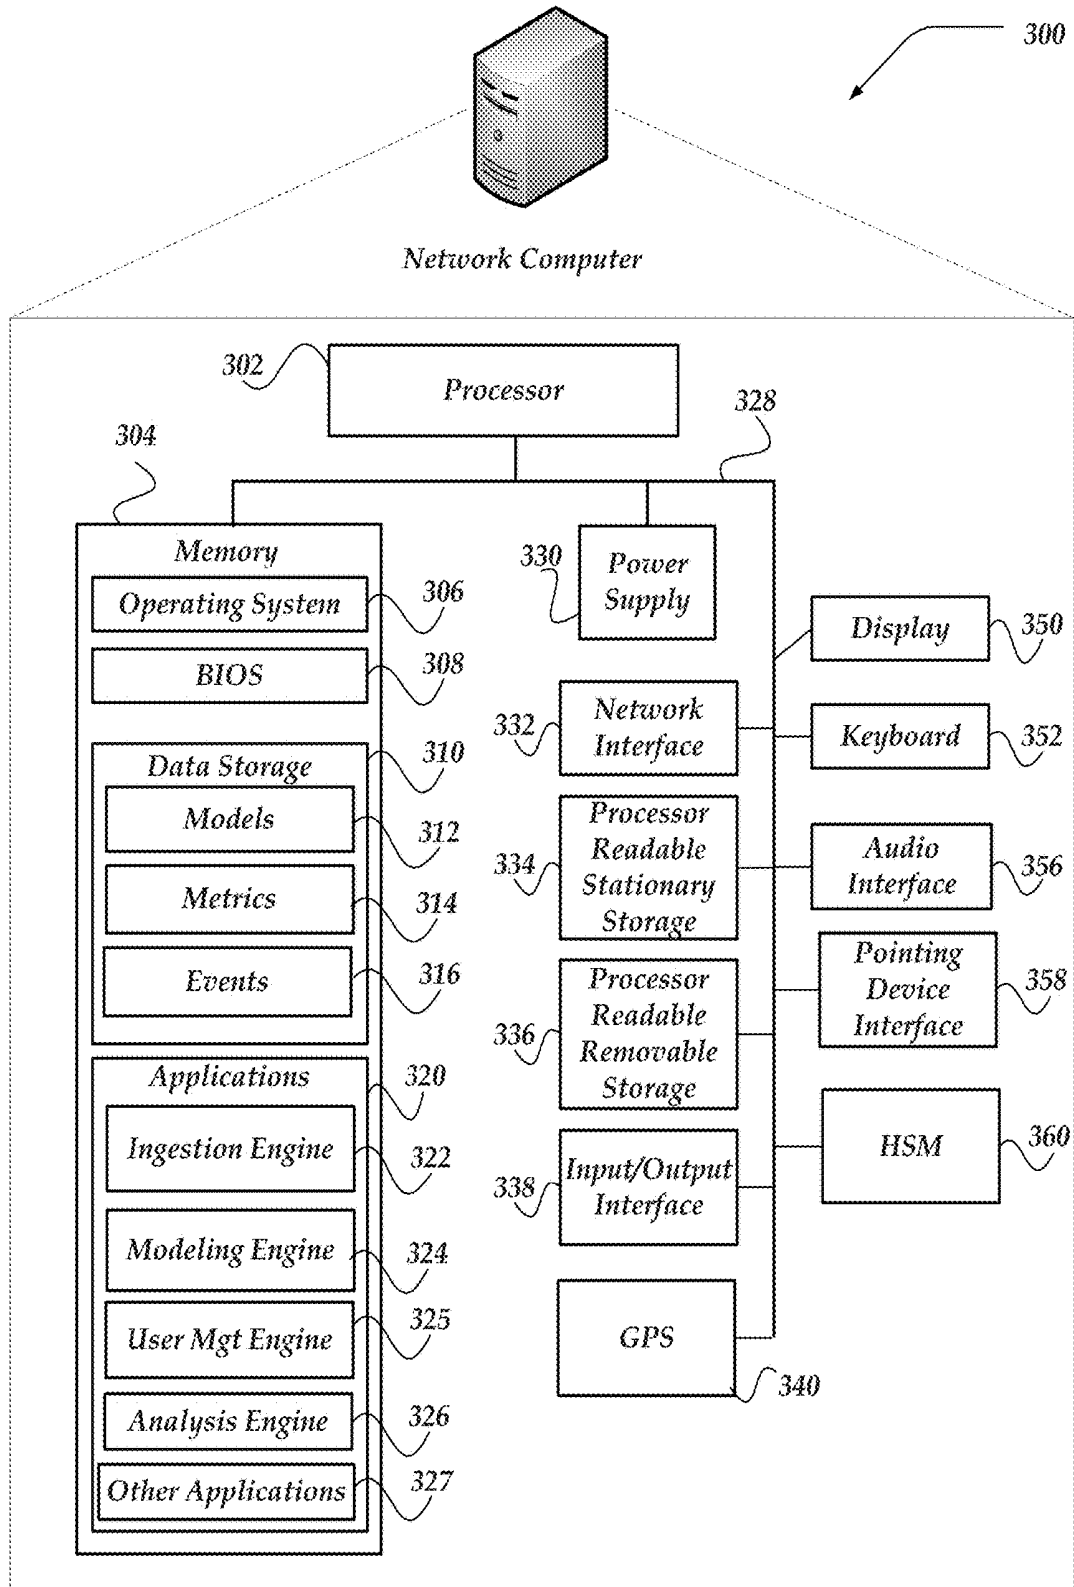 300
Network Computer
302
Processor
328
304
Memory
Operating System
306
BIOS
308
Data Storage
310
Models
312
Metrics
314
Events
316
Applications
320
Ingestion Engine
322
Modeling Engine
324
User Mgt Engine
325
Analysis Engine
326
Other Applications
327
330
Power
Supply
332
Network
Interface
334
Processor
Readable
Stationary
Storage
336
Processor
Readable
Removable
Storage
338
Input/Output
Interface
GPS
340
Display
350
Keyboard
352
Audio
Interface
356
Pointing
Device
Interface
358
HSM
360